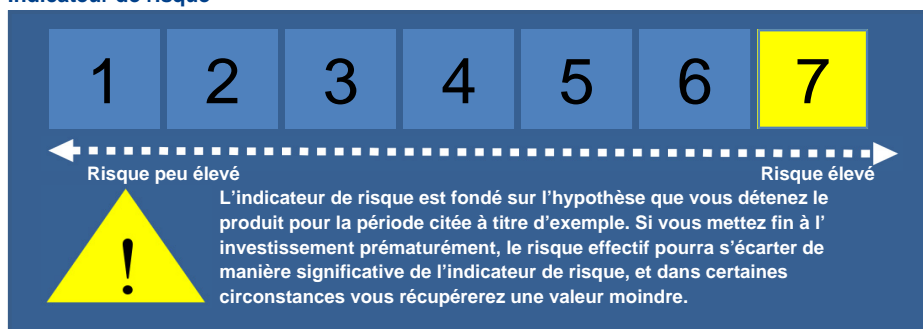 Indicateur de risque
1 2 3 4 5 6 7
Risque peu élevé Risque élevé
L'indicateur de risque est fondé sur l'hypothèse que vous détenez le
produit pour la période citée à titre d'exemple. Si vous mettez fin à l'
investissement prématurément, le risque effectif pourra s'écarter de
manière significative de l'indicateur de risque, et dans certaines
circonstances vous récupérerez une valeur moindre.
!